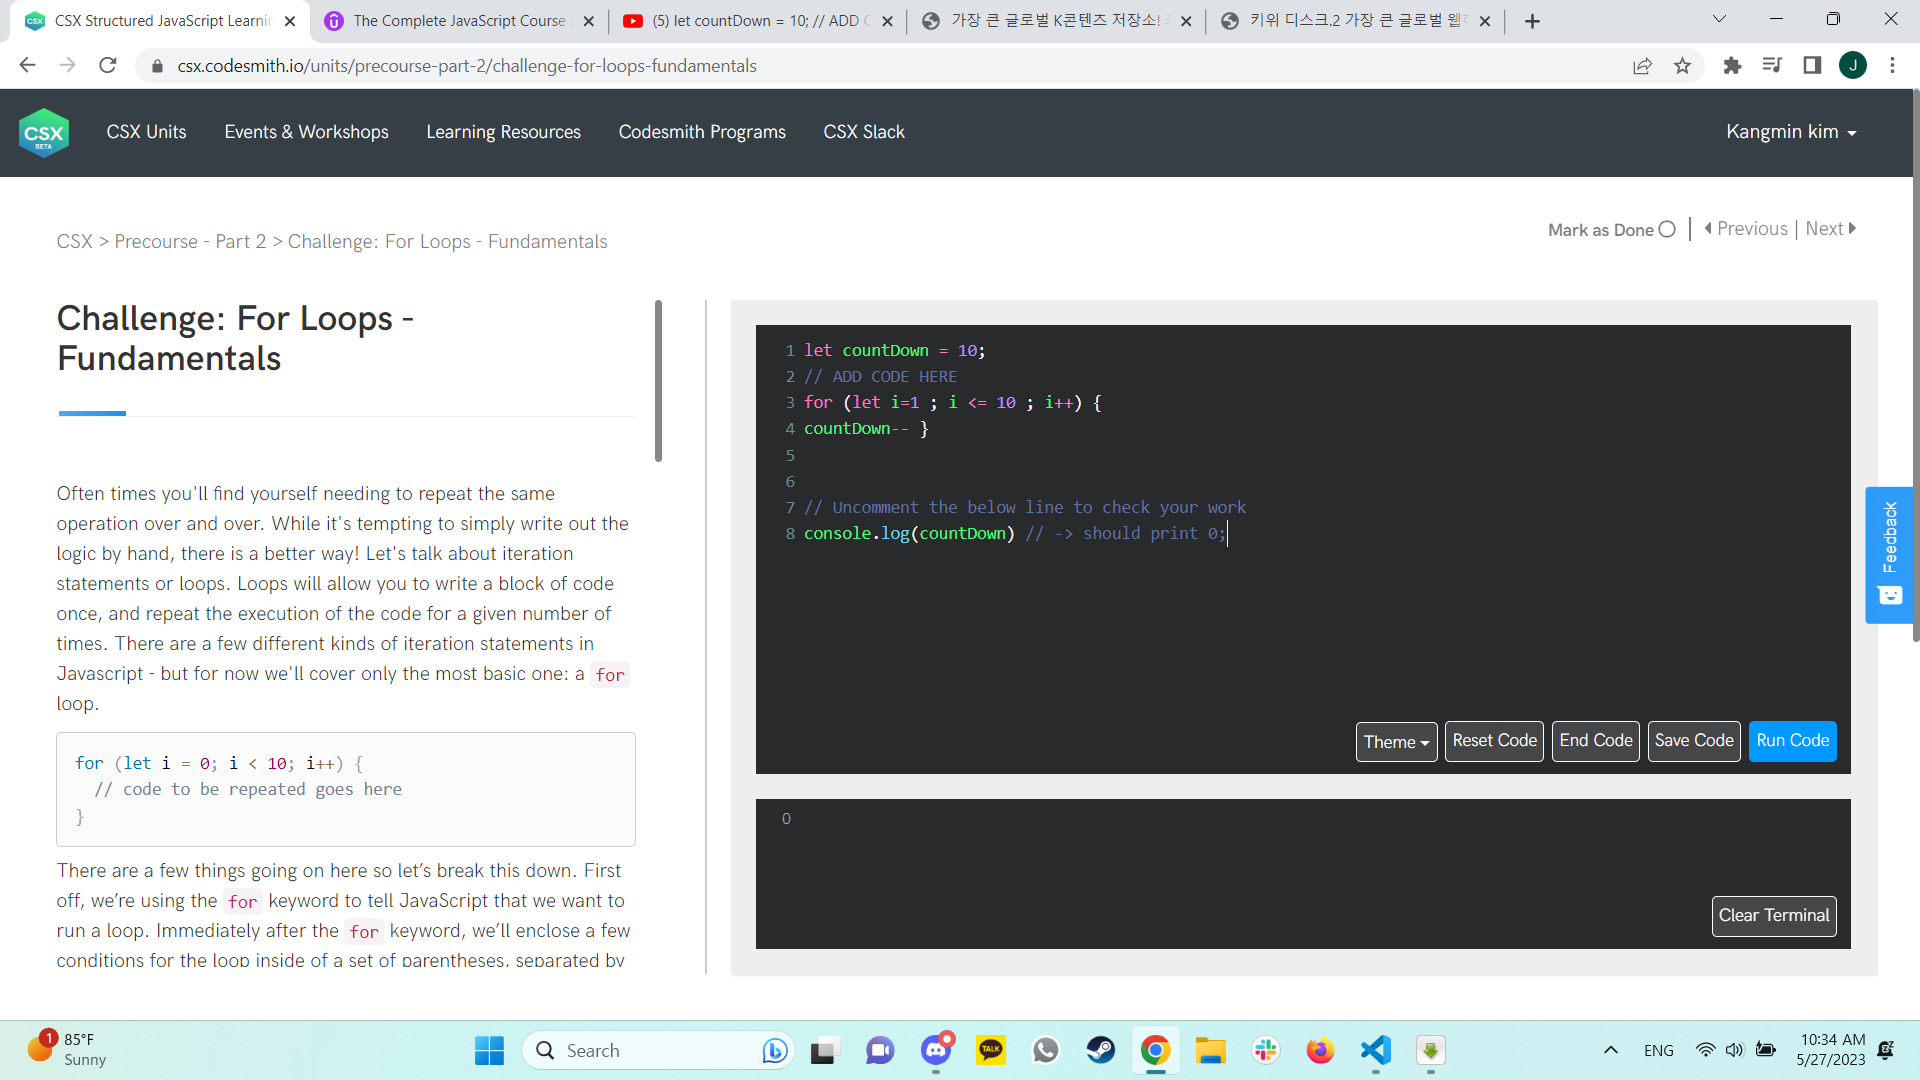 CSX Structured JavaScript Learnin
The Complete JavaScript Course
(5) let countDown = 10; // ADD C
가장 큰 글로벌 K콘텐츠 저장소!
키위 디스크.2 가장 큰 글로벌 웹하
csx.codesmith.io/units/precourse-part-2/challenge-for-loops-fundamentals
J
CSX
BETA
CSX Units
Events & Workshops
Learning Resources
Codesmith Programs
CSX Slack
Kangmin kim
CSX > Precourse - Part 2 > Challenge: For Loops - Fundamentals
Mark as Done
Previous | Next
Challenge: For Loops -
Fundamentals
Often times you'll find yourself needing to repeat the same
operation over and over. While it's tempting to simply write out the
logic by hand, there is a better way! Let's talk about iteration
statements or loops. Loops will allow you to write a block of code
once, and repeat the execution of the code for a given number of
times. There are a few different kinds of iteration statements in
Javascript - but for now we'll cover only the most basic one: a for
loop.
for (let i = 0; i < 10; i++) {
// code to be repeated goes here
}
There are a few things going on here so let’s break this down. First
off, we’re using the for keyword to tell JavaScript that we want to
run a loop. Immediately after the for keyword, we’ll enclose a few
conditions for the loop inside of a set of parentheses, separated by
1 let countDown = 10;
2 // ADD CODE HERE
3 for (let i=1 ; i <= 10 ; i++) {
4 countDown-- }
5
6
7 // Uncomment the below line to check your work
8 console.log(countDown) // -> should print 0;
Theme
Reset Code
End Code
Save Code
Run Code
0
Clear Terminal
Feedback
1
85°F
Sunny
Search
TALK
ENG
10:34 AM
5/27/2023